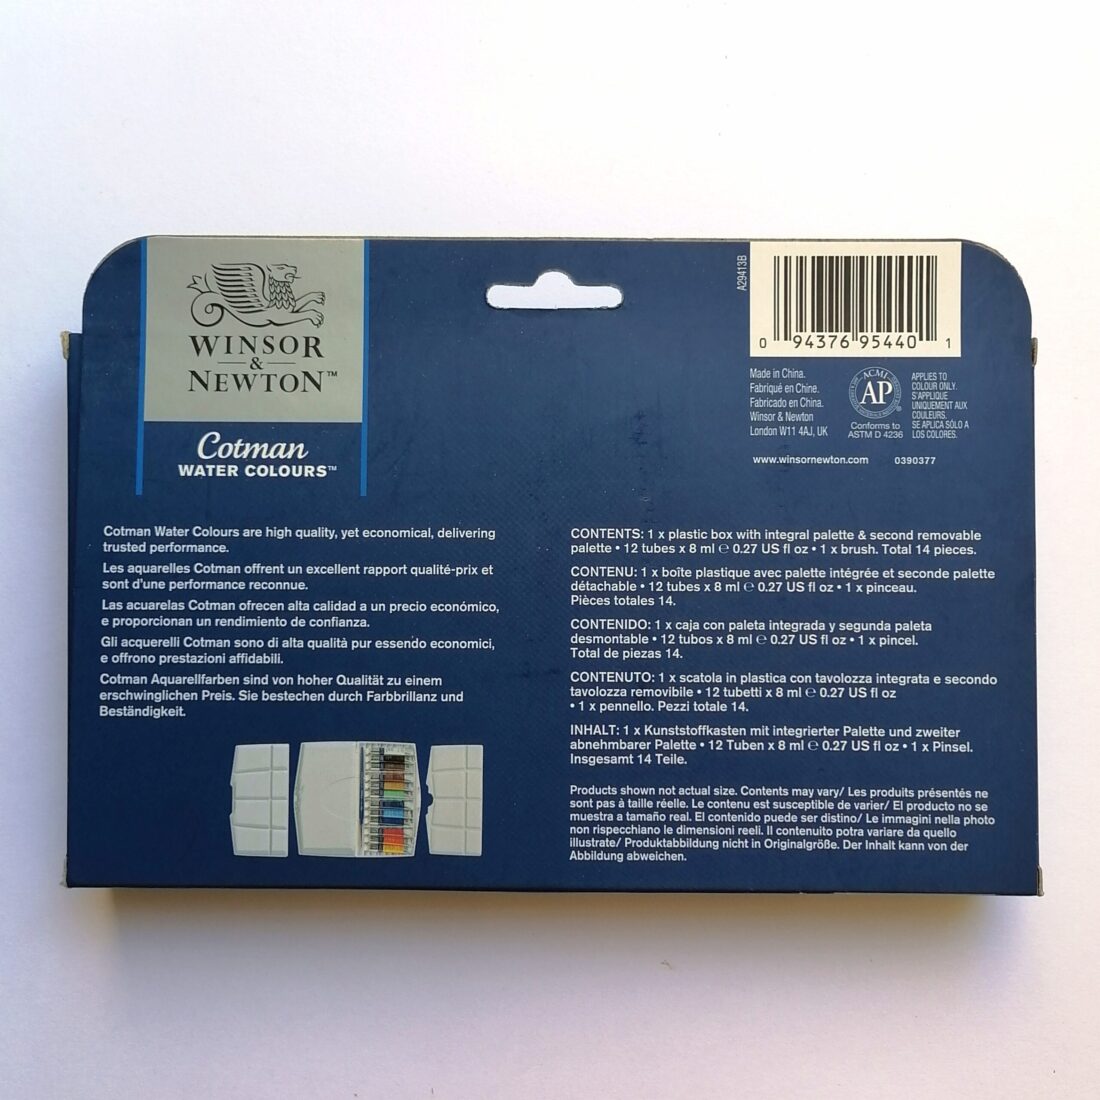 WINSOR
&
NEWTON™
Cotman
WATER COLOURS™
A29413B
0 94376 95440 1
Made in China.
Fabriqué en Chine.
Fabricado en China.
Winsor & Newton
London W11 4AJ, UK
ACMI
AP
Conforms to
ASTM D 4236
APPLIES TO
COLOUR ONLY.
S'APPLIQUE
UNIQUEMENT AUX
COULEURS.
SE APLICA SÓLO A
LOS COLORES.
www.winsornewton.com 0390377
Cotman Water Colours are high quality, yet economical, delivering
trusted performance.
Les aquarelles Cotman offrent un excellent rapport qualité-prix et
sont d'une performance reconnue.
Las acuarelas Cotman ofrecen alta calidad a un precio económico,
e proporcionan un rendimiento de confianza.
Gli acquerelli Cotman sono di alta qualità pur essendo economici,
e offrono prestazioni affidabili.
Cotman Aquarellfarben sind von hoher Qualität zu einem
erschwinglichen Preis. Sie bestechen durch Farbbrillanz und
Beständigkeit.
CONTENTS: 1 x plastic box with integral palette & second removable
palette • 12 tubes x 8 ml ℮ 0.27 US fl oz • 1 x brush. Total 14 pieces.
CONTENU: 1 x boîte plastique avec palette intégrée et seconde palette
détachable • 12 tubes x 8 ml ℮ 0.27 US fl oz • 1 x pinceau.
Pièces totales 14.
CONTENIDO: 1 x caja con paleta integrada y segunda paleta
desmontable • 12 tubos x 8 ml ℮ 0.27 US fl oz • 1 x pincel.
Total de piezas 14.
CONTENUTO: 1 x scatola in plastica con tavolozza integrata e secondo
tavolozza removibile • 12 tubetti x 8 ml ℮ 0.27 US fl oz
• 1 x pennello. Pezzi totale 14.
INHALT: 1 x Kunststoffkasten mit integrierter Palette und zweiter
abnehmbarer Palette • 12 Tuben x 8 ml ℮ 0.27 US fl oz • 1 x Pinsel.
Insgesamt 14 Teile.
Products shown not actual size. Contents may vary/ Les produits présentés ne
sont pas à taille réelle. Le contenu est susceptible de varier/ El producto no se
muestra a tamaño real. El contenido puede ser distino/ Le immagini nella photo
non rispecchiano le dimensioni reeli. Il contenuito potra variare da quello
illustrate/ Produktabbildung nicht in Originalgröße. Der Inhalt kann von der
Abbildung abweichen.